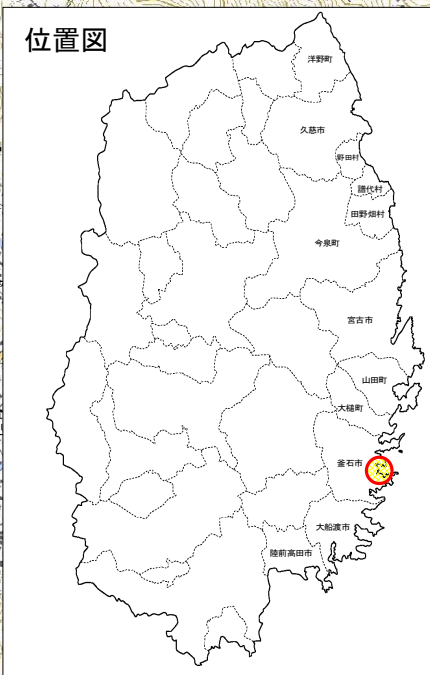 位置図
洋野町
久慈市
野田村
譜代村
田野畑村
今泉町
宮古市
山田町
大槌町
釜石市
大船渡市
陸前高田市